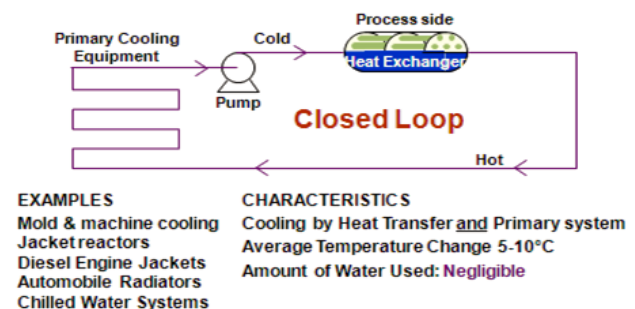 Process side
Primary Cooling
Equipment
Cold
Heat Exchanger
Pump
Closed Loop
Hot
EXAMPLES
Mold & machine cooling
Jacket reactors
Diesel Engine Jackets
Automobile Radiators
Chilled Water Systems
CHARACTERISTICS
Cooling by Heat Transfer and Primary system
Average Temperature Change 5-10°C
Amount of Water Used: Negligible